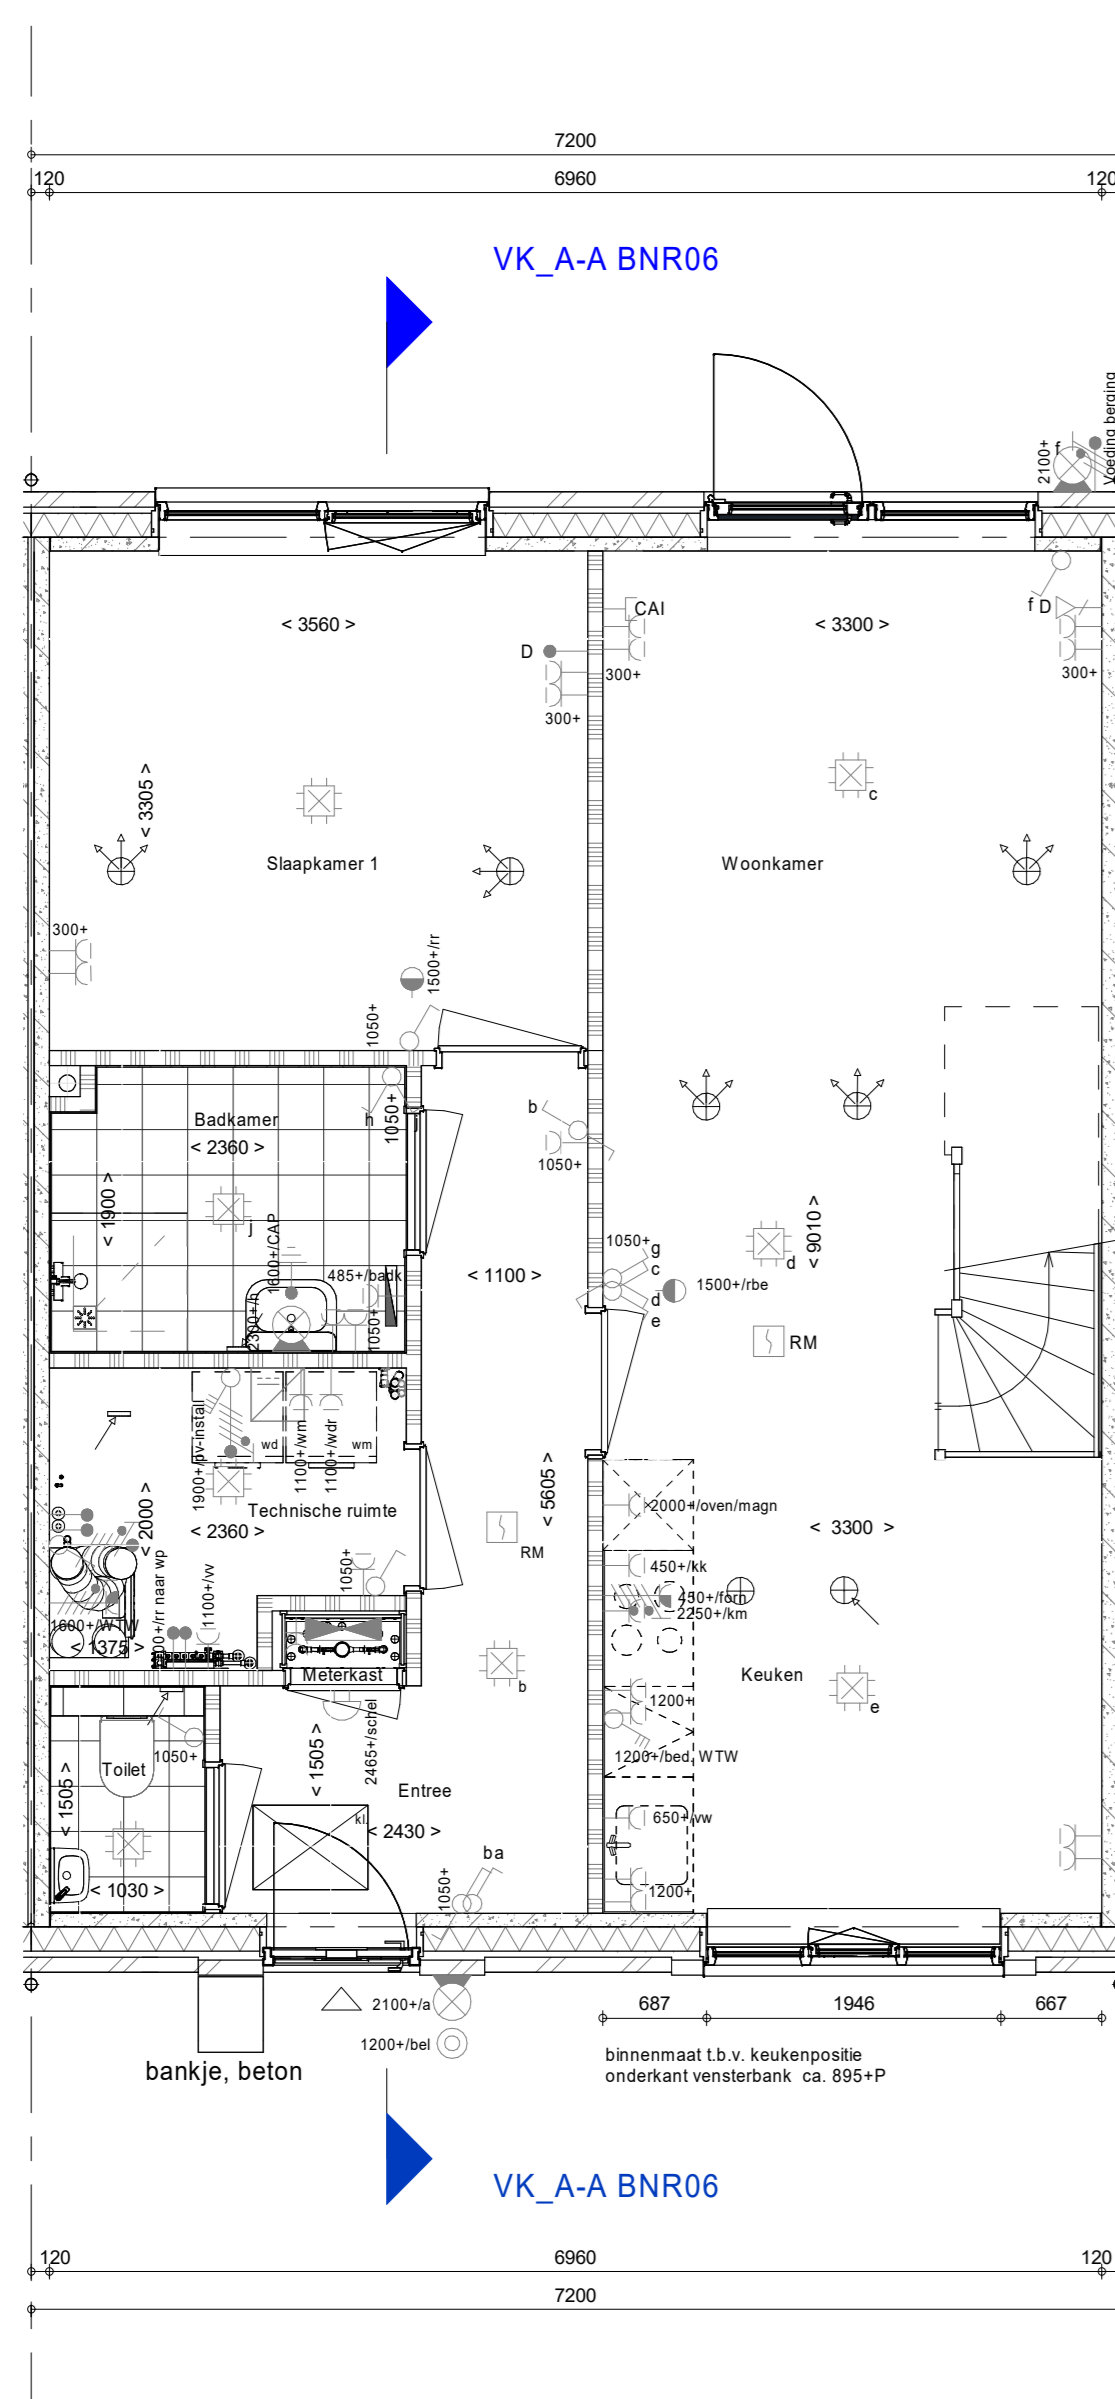 7200
120
6960
120
VK_A-A BNR06
2100+
f
Voeding berging
< 3560 >
CAI
< 3300 >
f D
D
300+
300+
300+
< 3305 >
c
Slaapkamer 1
Woonkamer
300+
1500+/rr
1050+
Badkamer
h
1050+
b
< 2360 >
1050+
< 1900 >
j
1600+/CAP
< 9010 >
1050+
g
c
d
d
e
485+/badk
< 1100 >
1500+/rbe
2300+/h
1050+
RM
1900+/pv-install
wd
1100+/wm
1100+/wdr
wm
< 5605 >
2000+/oven/magn
Technische ruimte
< 2000 >
< 2360 >
< 3300 >
RM
1050+
450+/kk
1100+/vv
450+/forn
2250+/km
1600+/WTW
< 1375 >
Meterkast
Keuken
b
1200+
e
2465+/schel
1050+
1200+/bed. WTW
< 1505 >
Toilet
< 1505 >
Entree
kl.
650+/vw
< 2430 >
ba
1050+
< 1030 >
1200+
2100+/a
687
1946
667
1200+/bel
bankje, beton
binnenmaat t.b.v. keukenpositie
onderkant vensterbank ca. 895+P
VK_A-A BNR06
120
6960
120
7200